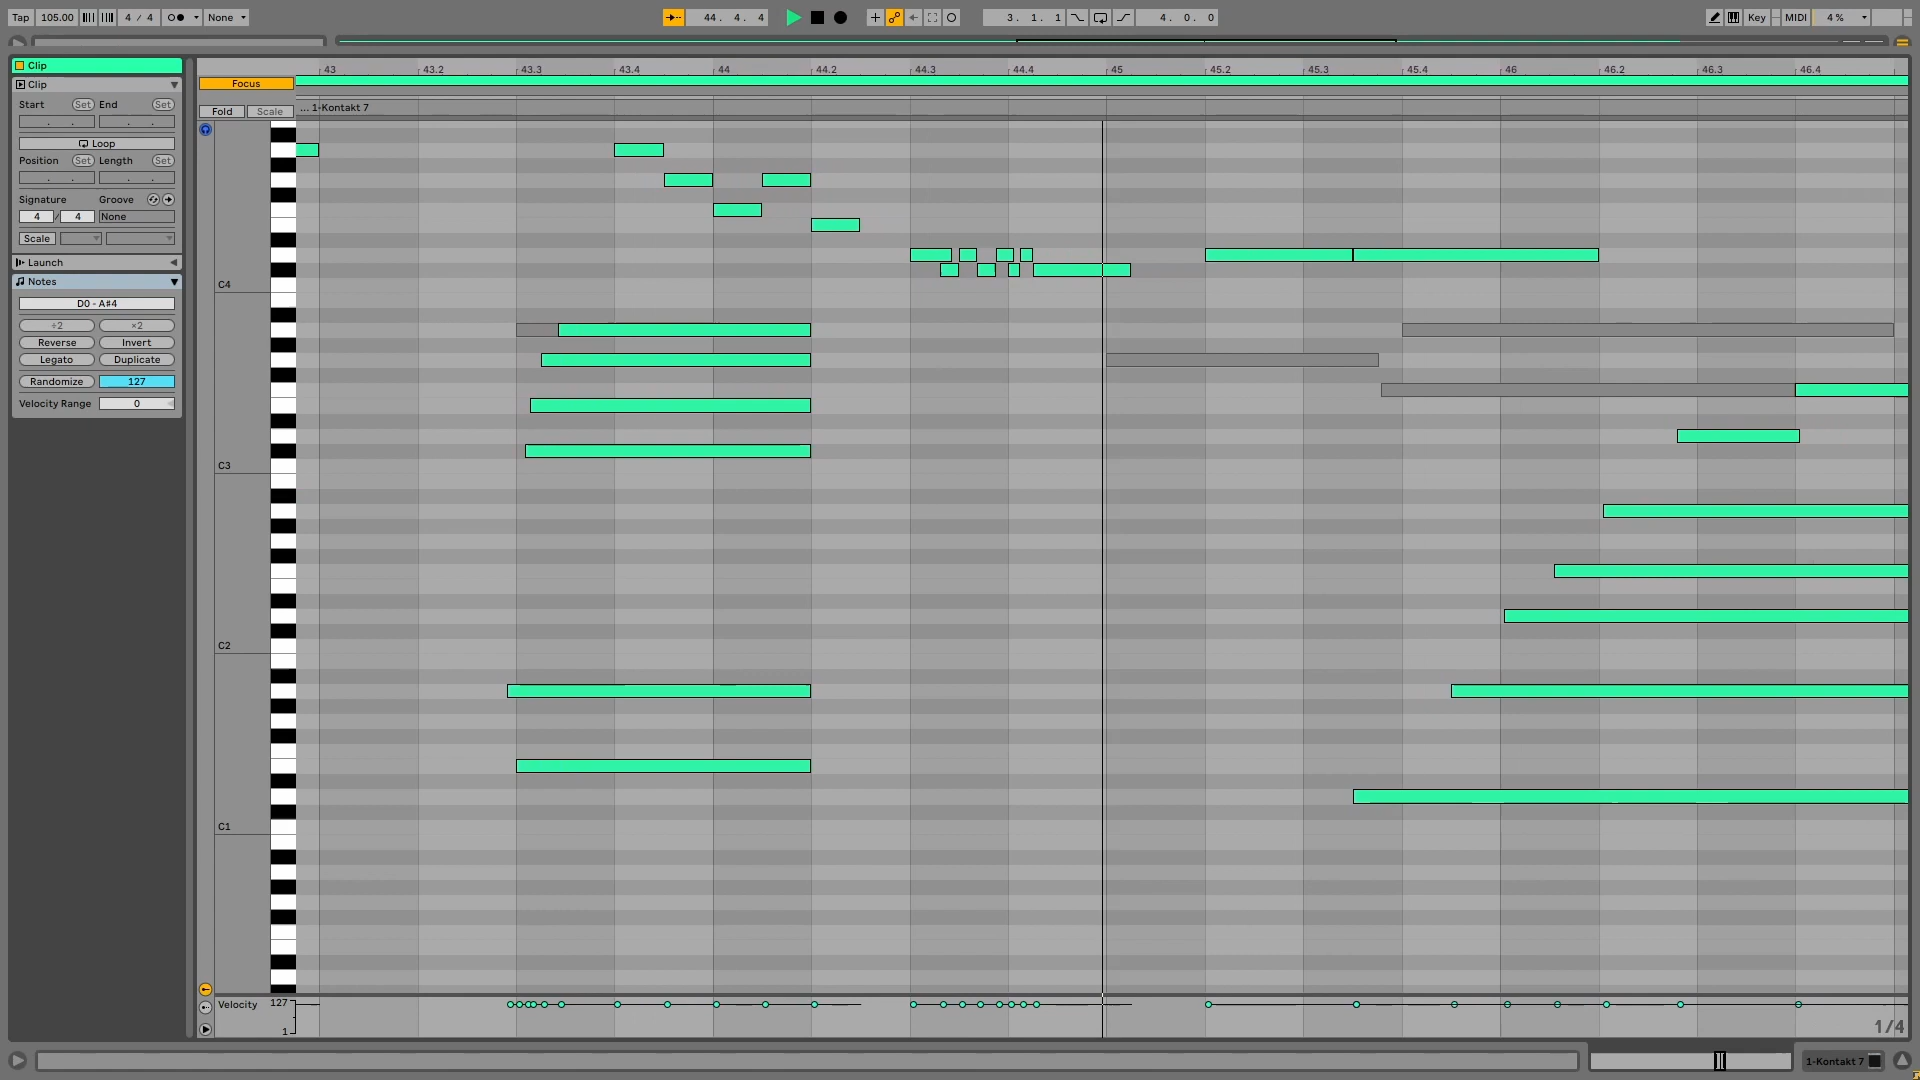 Tap 105.00 4 / 4 None 44. 4. 4 3. 1. 1 4. 0. 0 Key MIDI 4 %
Clip
43 43.2 43.3 43.4 44 44.2 44.3 44.4 45 45.2 45.3 45.4 46 46.2 46.3 46.4
Clip
Focus
Start Set End Set
Fold Scale ... 1-Kontakt 7
Loop
Position Set Length Set
Signature Groove
4 / 4 None
Scale
Launch
Notes
C4
D0 - A#4
÷2 ×2
Reverse Invert
Legato Duplicate
Randomize 127
Velocity Range 0
C3
C2
C1
Velocity 127
1
1/4
1-Kontakt 7